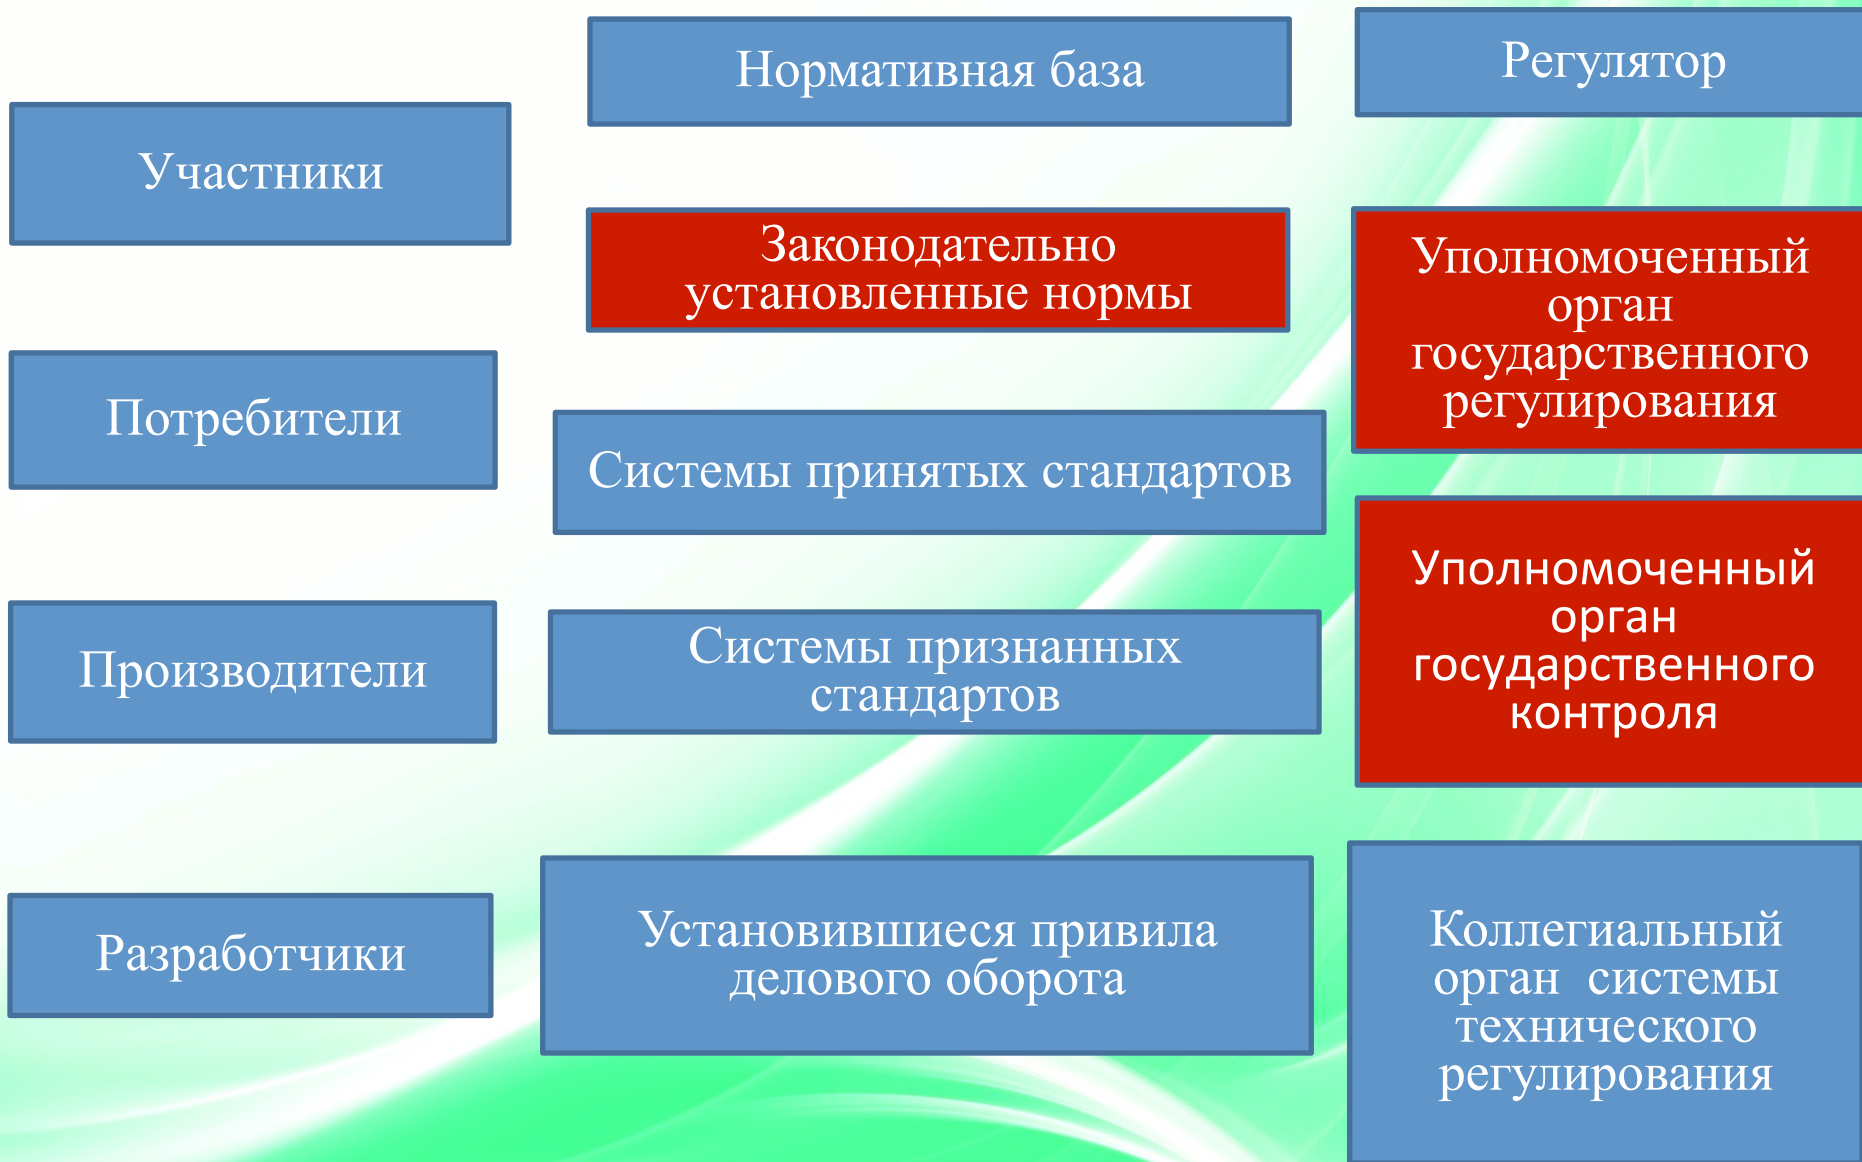 Участники
Потребители
Производители
Разработчики
Нормативная база
Законодательно
установленные нормы
Системы принятых стандартов
Системы признанных
стандартов
Установившиеся привила
делового оборота
Регулятор
Уполномоченный
орган
государственного
регулирования
Уполномоченный
орган
государственного
контроля
Коллегиальный
орган системы
технического
регулирования